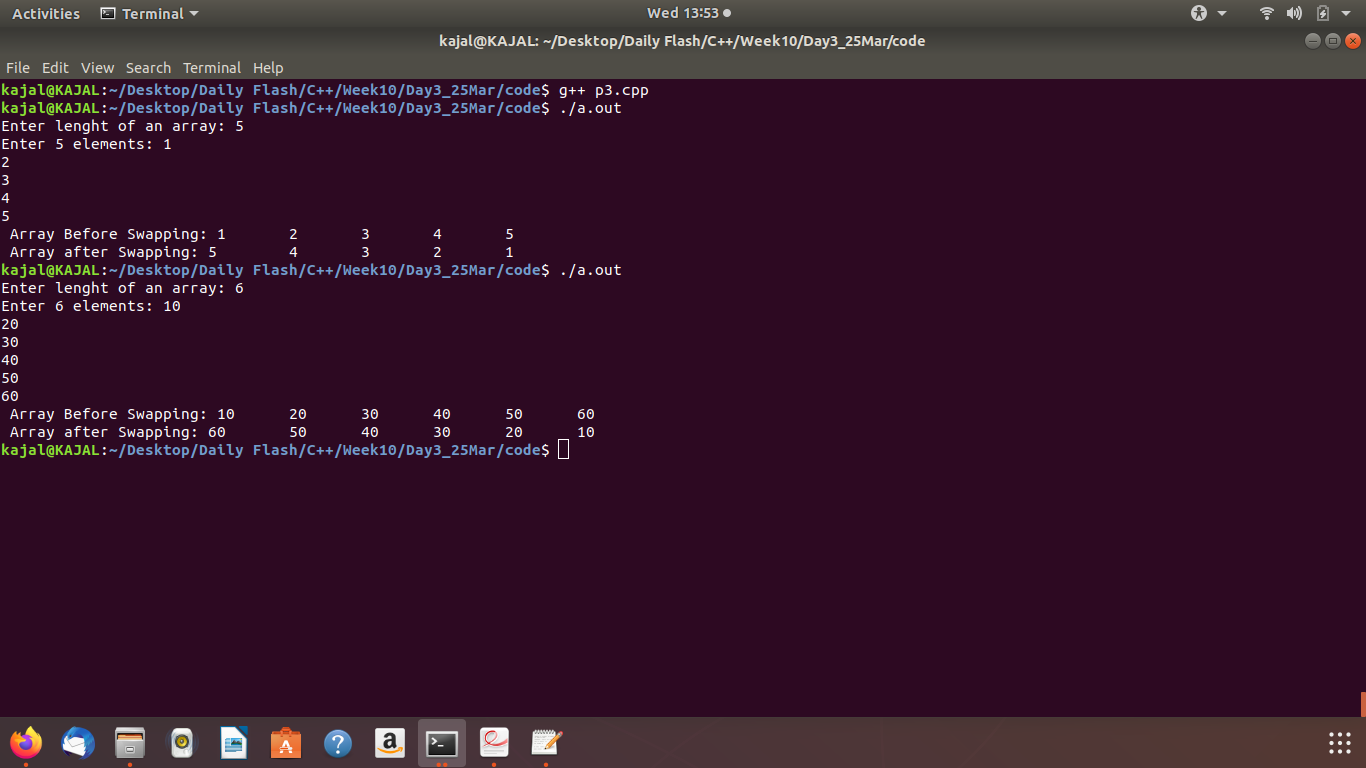 Activities Terminal Wed 13:53
kajal@KAJAL: ~/Desktop/Daily Flash/C++/Week10/Day3_25Mar/code
File Edit View Search Terminal Help
kajal@KAJAL:~/Desktop/Daily Flash/C++/Week10/Day3_25Mar/code$ g++ p3.cpp
kajal@KAJAL:~/Desktop/Daily Flash/C++/Week10/Day3_25Mar/code$ ./a.out
Enter lenght of an array: 5
Enter 5 elements: 1
2
3
4
5
Array Before Swapping: 1 2 3 4 5
Array after Swapping: 5 4 3 2 1
kajal@KAJAL:~/Desktop/Daily Flash/C++/Week10/Day3_25Mar/code$ ./a.out
Enter lenght of an array: 6
Enter 6 elements: 10
20
30
40
50
60
Array Before Swapping: 10 20 30 40 50 60
Array after Swapping: 60 50 40 30 20 10
kajal@KAJAL:~/Desktop/Daily Flash/C++/Week10/Day3_25Mar/code$